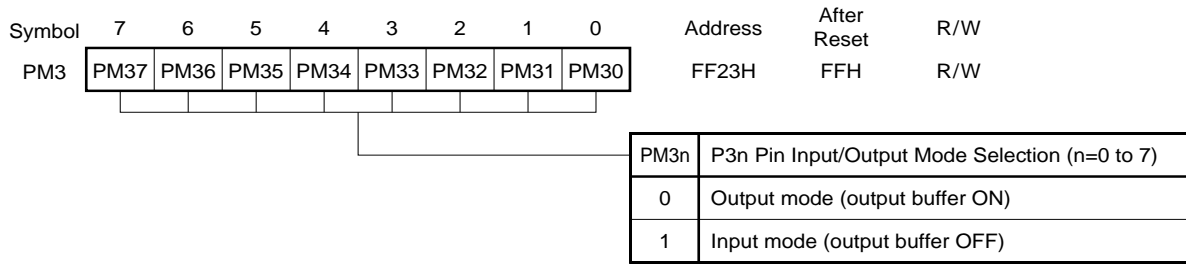 Symbol 7 6 5 4 3 2 1 0 Address After Reset R/W
PM3 PM37 PM36 PM35 PM34 PM33 PM32 PM31 PM30 FF23H FFH R/W
PM3n P3n Pin Input/Output Mode Selection (n=0 to 7)
0 Output mode (output buffer ON)
1 Input mode (output buffer OFF)